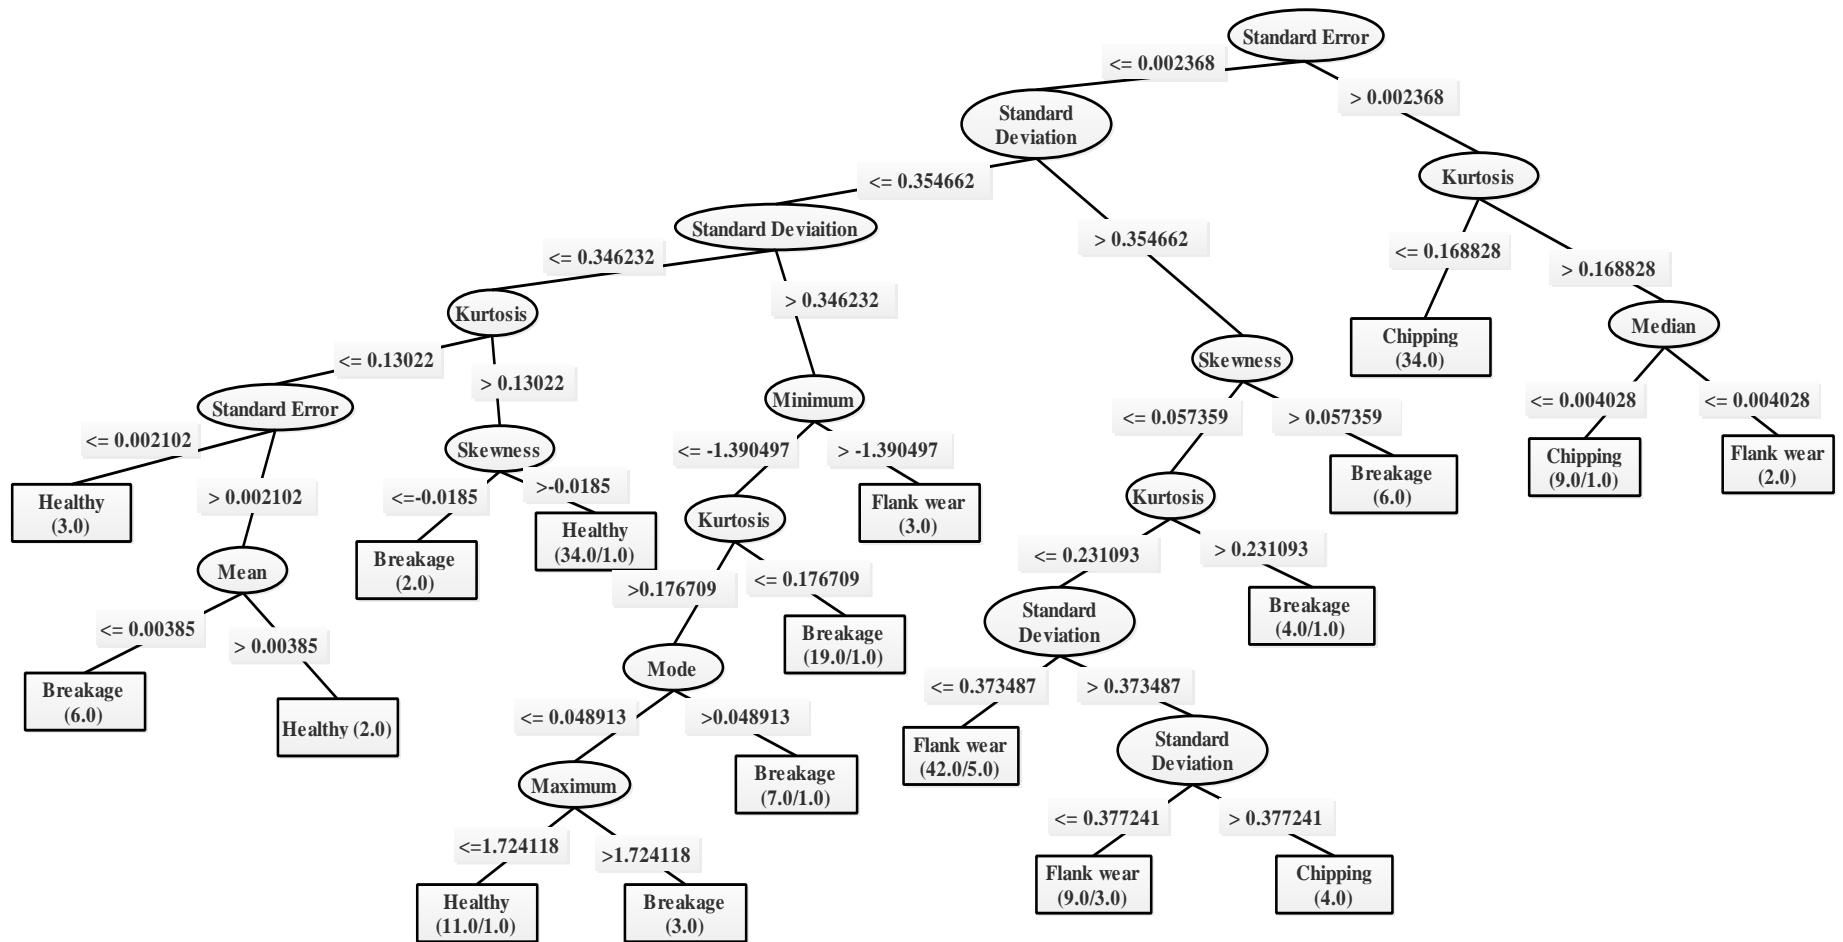 Standard Error
<= 0.002368
> 0.002368
Standard
Deviation
Kurtosis
<= 0.354662
> 0.354662
Standard Deviaition
<= 0.168828
> 0.168828
<= 0.346232
> 0.346232
Kurtosis
Median
Chipping
(34.0)
<= 0.13022
> 0.13022
Skewness
Standard Error
Minimum
<= 0.004028
<= 0.004028
<= 0.057359
> 0.057359
<= 0.002102
Skewness
<= -1.390497
> -1.390497
Chipping
(9.0/1.0)
Flank wear
(2.0)
Breakage
(6.0)
Healthy
(3.0)
> 0.002102
<=-0.0185
>-0.0185
Kurtosis
Flank wear
(3.0)
Kurtosis
Healthy
(34.0/1.0)
<= 0.231093
> 0.231093
Mean
Breakage
(2.0)
>0.176709
<= 0.176709
Standard
Deviation
Breakage
(4.0/1.0)
<= 0.00385
> 0.00385
Breakage
(19.0/1.0)
Mode
Breakage
(6.0)
Healthy (2.0)
<= 0.373487
> 0.373487
<= 0.048913
>0.048913
Flank wear
(42.0/5.0)
Standard
Deviation
Maximum
Breakage
(7.0/1.0)
<= 0.377241
> 0.377241
<=1.724118
>1.724118
Flank wear
(9.0/3.0)
Chipping
(4.0)
Healthy
(11.0/1.0)
Breakage
(3.0)